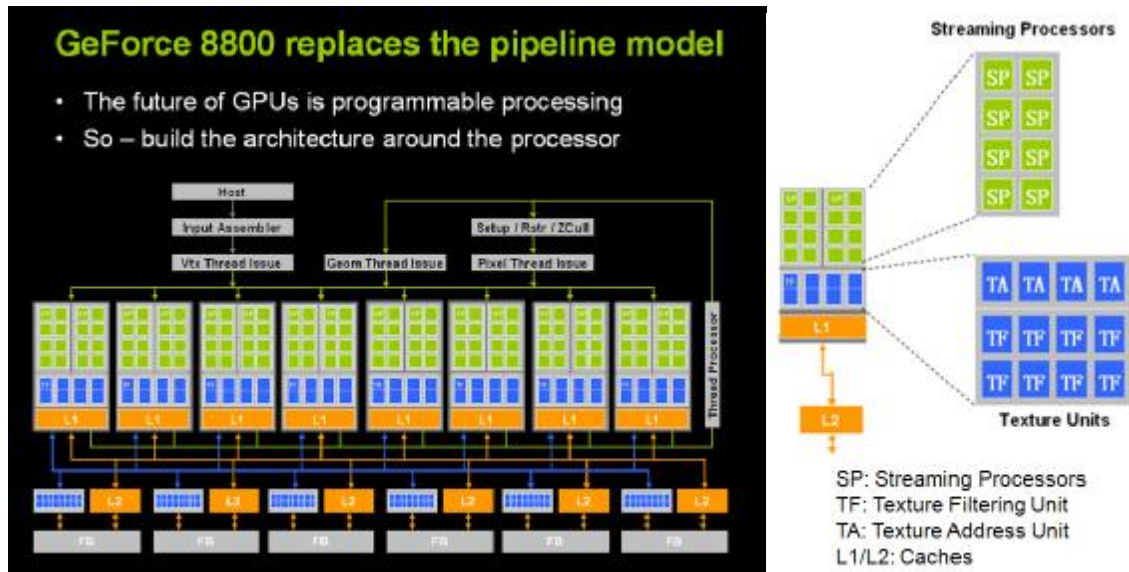 GeForce 8800 replaces the pipeline model
• The future of GPUs is programmable processing
• So – build the architecture around the processor
Host
Input Assembler
Setup / Rstr / ZCull
Vtx Thread Issue
Geom Thread Issue
Pixel Thread Issue
Thread Processor
L1 L1 L1 L1 L1 L1 L1 L1
L2 L2 L2 L2 L2 L2
FB FB FB FB FB FB
Streaming Processors
SP SP
SP SP
SP SP
SP SP
L1
L2
TA TA TA TA
TF TF TF TF
TF TF TF TF
Texture Units
SP: Streaming Processors
TF: Texture Filtering Unit
TA: Texture Address Unit
L1/L2: Caches